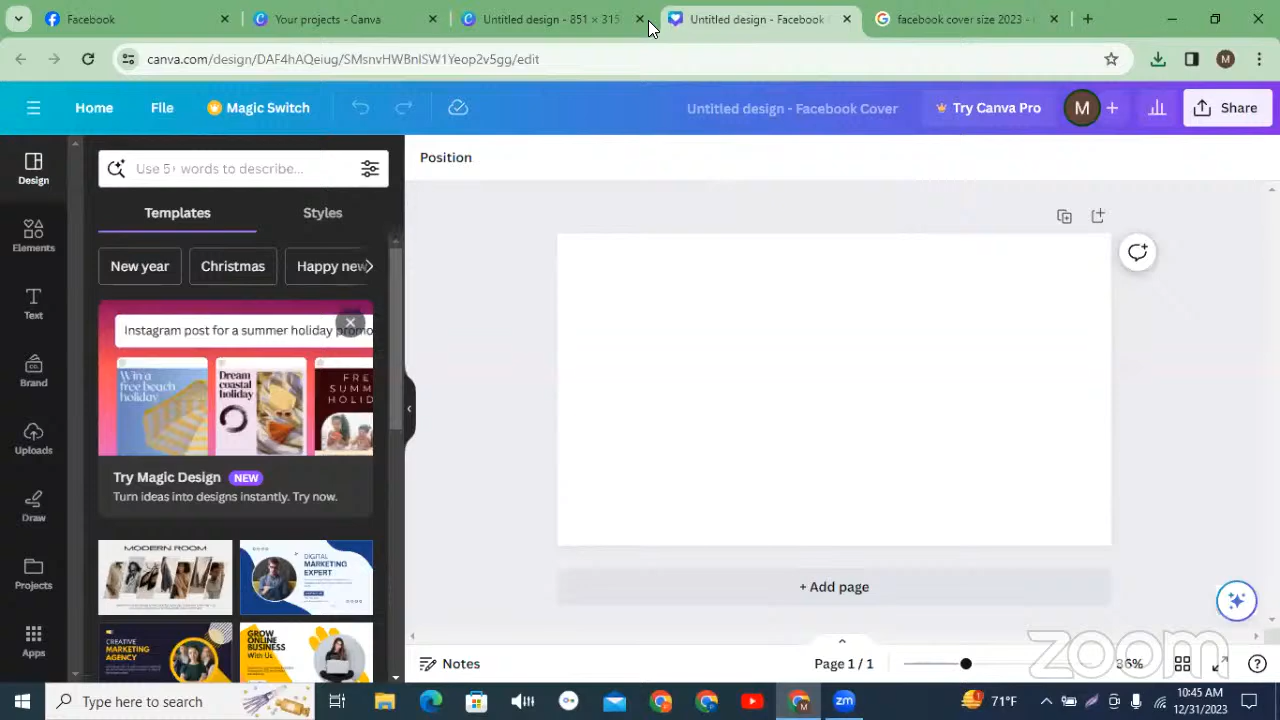 Facebook
Your projects - Canva
Untitled design - 851 × 315
Untitled design - Facebook
facebook cover size 2023 -
canva.com/design/DAF4hAQeiug/SMsnvHWBnISW1Yeop2v5gg/edit
M
Home
File
Magic Switch
Untitled design - Facebook Cover
Try Canva Pro
M
Share
Design
Elements
Text
Brand
Uploads
Draw
Projects
Apps
Use 5+ words to describe...
Templates
Styles
New year
Christmas
Happy new
Instagram post for a summer holiday promo
Win a
free beach
holiday
Dream
coastal
holiday
FRE
SUMM
HOLID
Try Magic Design NEW
Turn ideas into designs instantly. Try now.
MODERN ROOM
DIGITAL
MARKETING
EXPERT
CREATIVE
MARKETING
AGENCY
GROW
ONLINE
BUSINESS
With Us
Position
+ Add page
Notes
Page 1 / 1
36%
zoom
Type here to search
zm
71°F
10:45 AM
12/31/2023